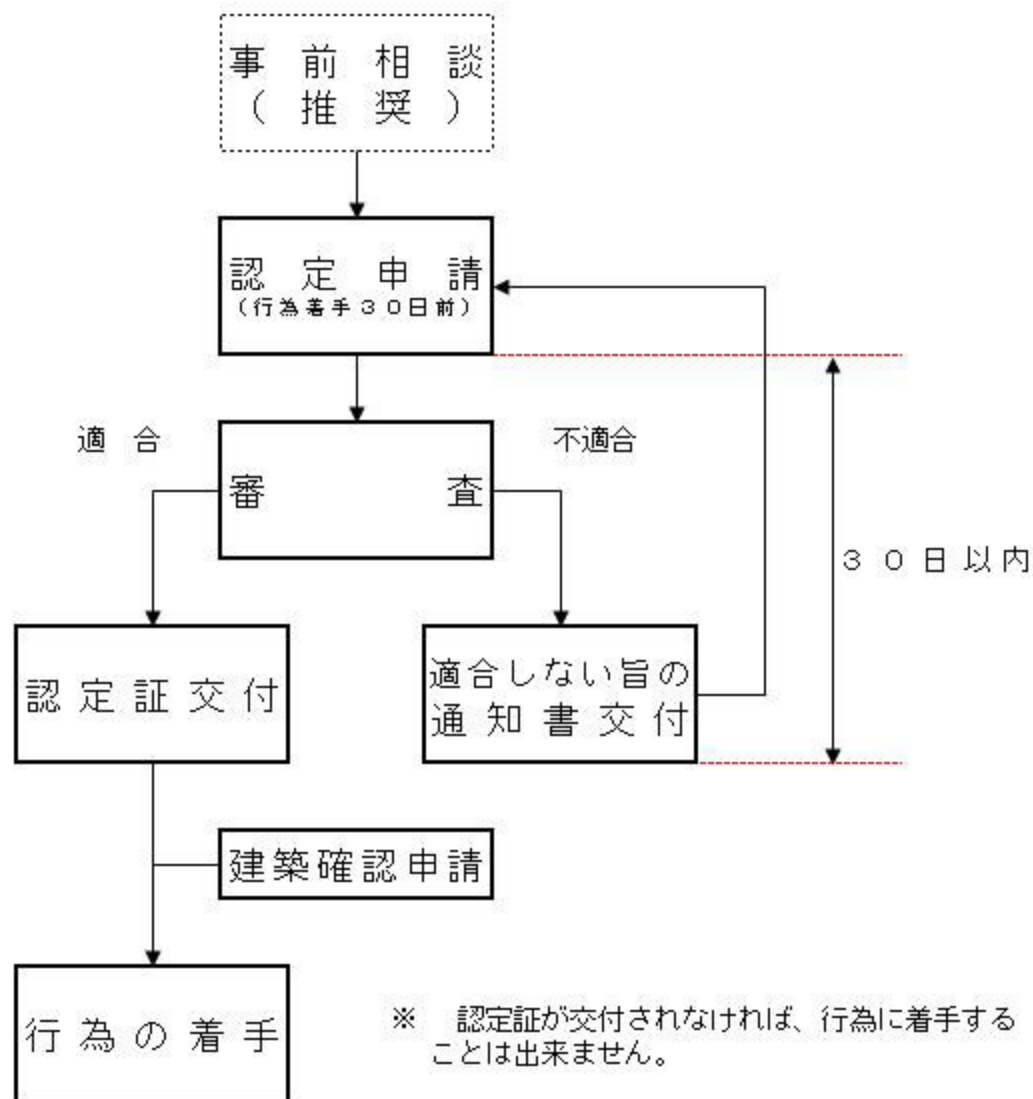 事前相談
(推奨)
認定申請
(行為着手30日前)
適合
不適合
審査
30日以内
認定証交付
適合しない旨の
通知書交付
建築確認申請
行為の着手
※　認定証が交付されなければ、行為に着手する
ことは出来ません。